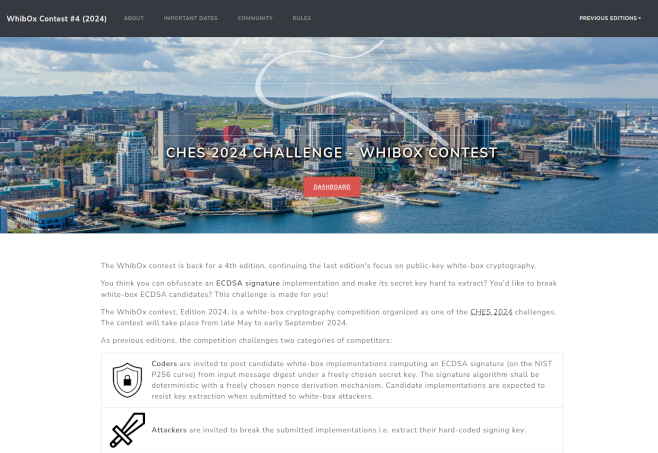 WhibOx Contest #4 (2024) ABOUT IMPORTANT DATES COMMUNITY RULES PREVIOUS EDITIONS
CHES 2024 CHALLENGE - WHIBOX CONTEST
DASHBOARD
The WhibOx contest is back for a 4th edition, continuing the last edition's focus on public-key white-box cryptography.
You think you can obfuscate an ECDSA signature implementation and make its secret key hard to extract? You'd like to break
white-box ECDSA candidates? This challenge is made for you!
The WhibOx contest, Edition 2024, is a white-box cryptography competition organized as one of the CHES 2024 challenges.
The contest will take place from late May to early September 2024.
As previous editions, the competition challenges two categories of competitors:
Coders are invited to post candidate white-box implementations computing an ECDSA signature (on the NIST
P256 curve) from input message digest under a freely chosen secret key. The signature algorithm shall be
deterministic with a freely chosen nonce derivation mechanism. Candidate implementations are expected to
resist key extraction when submitted to white-box attackers.
Attackers are invited to break the submitted implementations i.e. extract their hard-coded signing key.